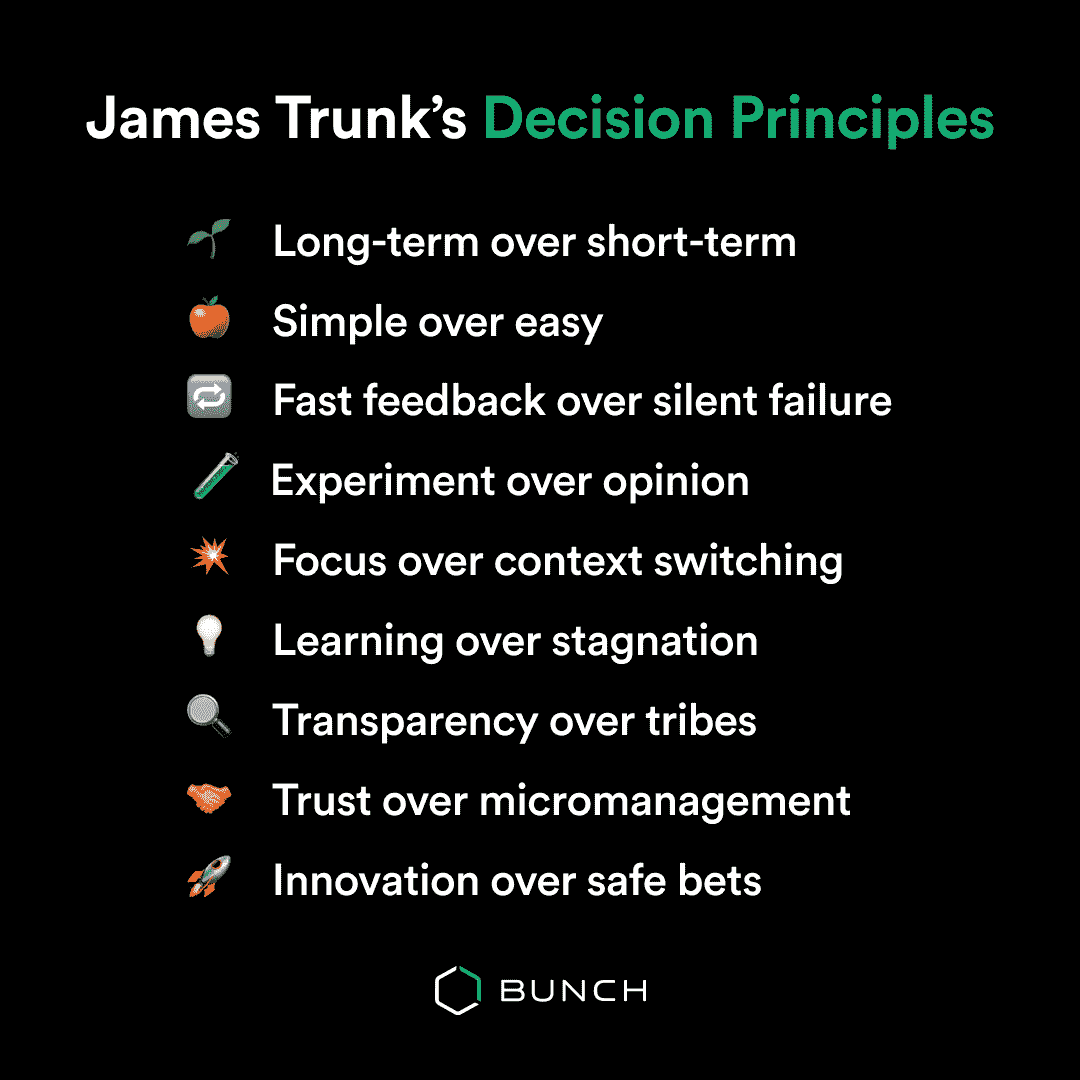 James Trunk’s Decision Principles
Long-term over short-term
Simple over easy
Fast feedback over silent failure
Experiment over opinion
Focus over context switching
Learning over stagnation
Transparency over tribes
Trust over micromanagement
Innovation over safe bets
BUNCH